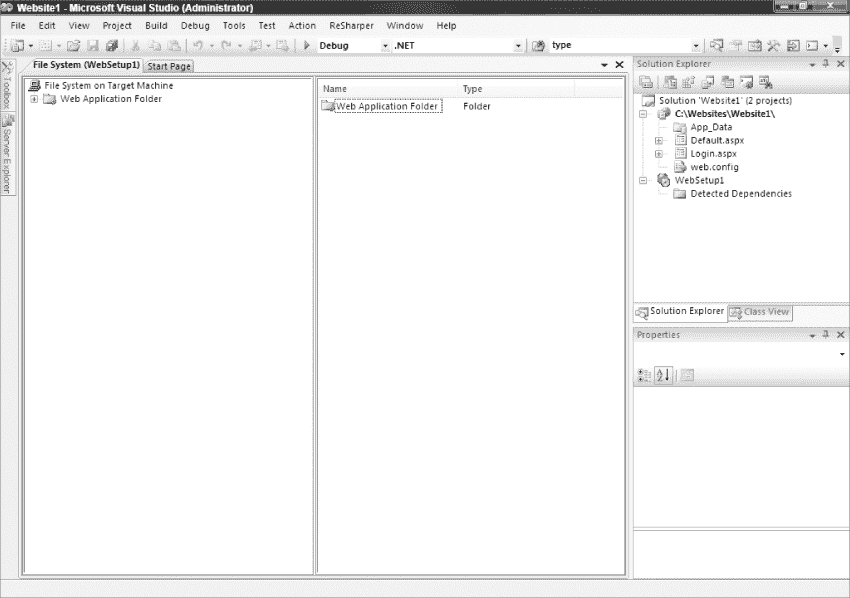 Website1 - Microsoft Visual Studio (Administrator)
File Edit View Project Build Debug Tools Test Action ReSharper Window Help
Debug .NET type
File System (WebSetup1) Start Page
Toolbox
Server Explorer
File System on Target Machine
Web Application Folder
Name Type
Web Application Folder Folder
Solution Explorer
Solution 'Website1' (2 projects)
C:\Websites\Website1\
App_Data
Default.aspx
Login.aspx
web.config
WebSetup1
Detected Dependencies
Solution Explorer Class View
Properties